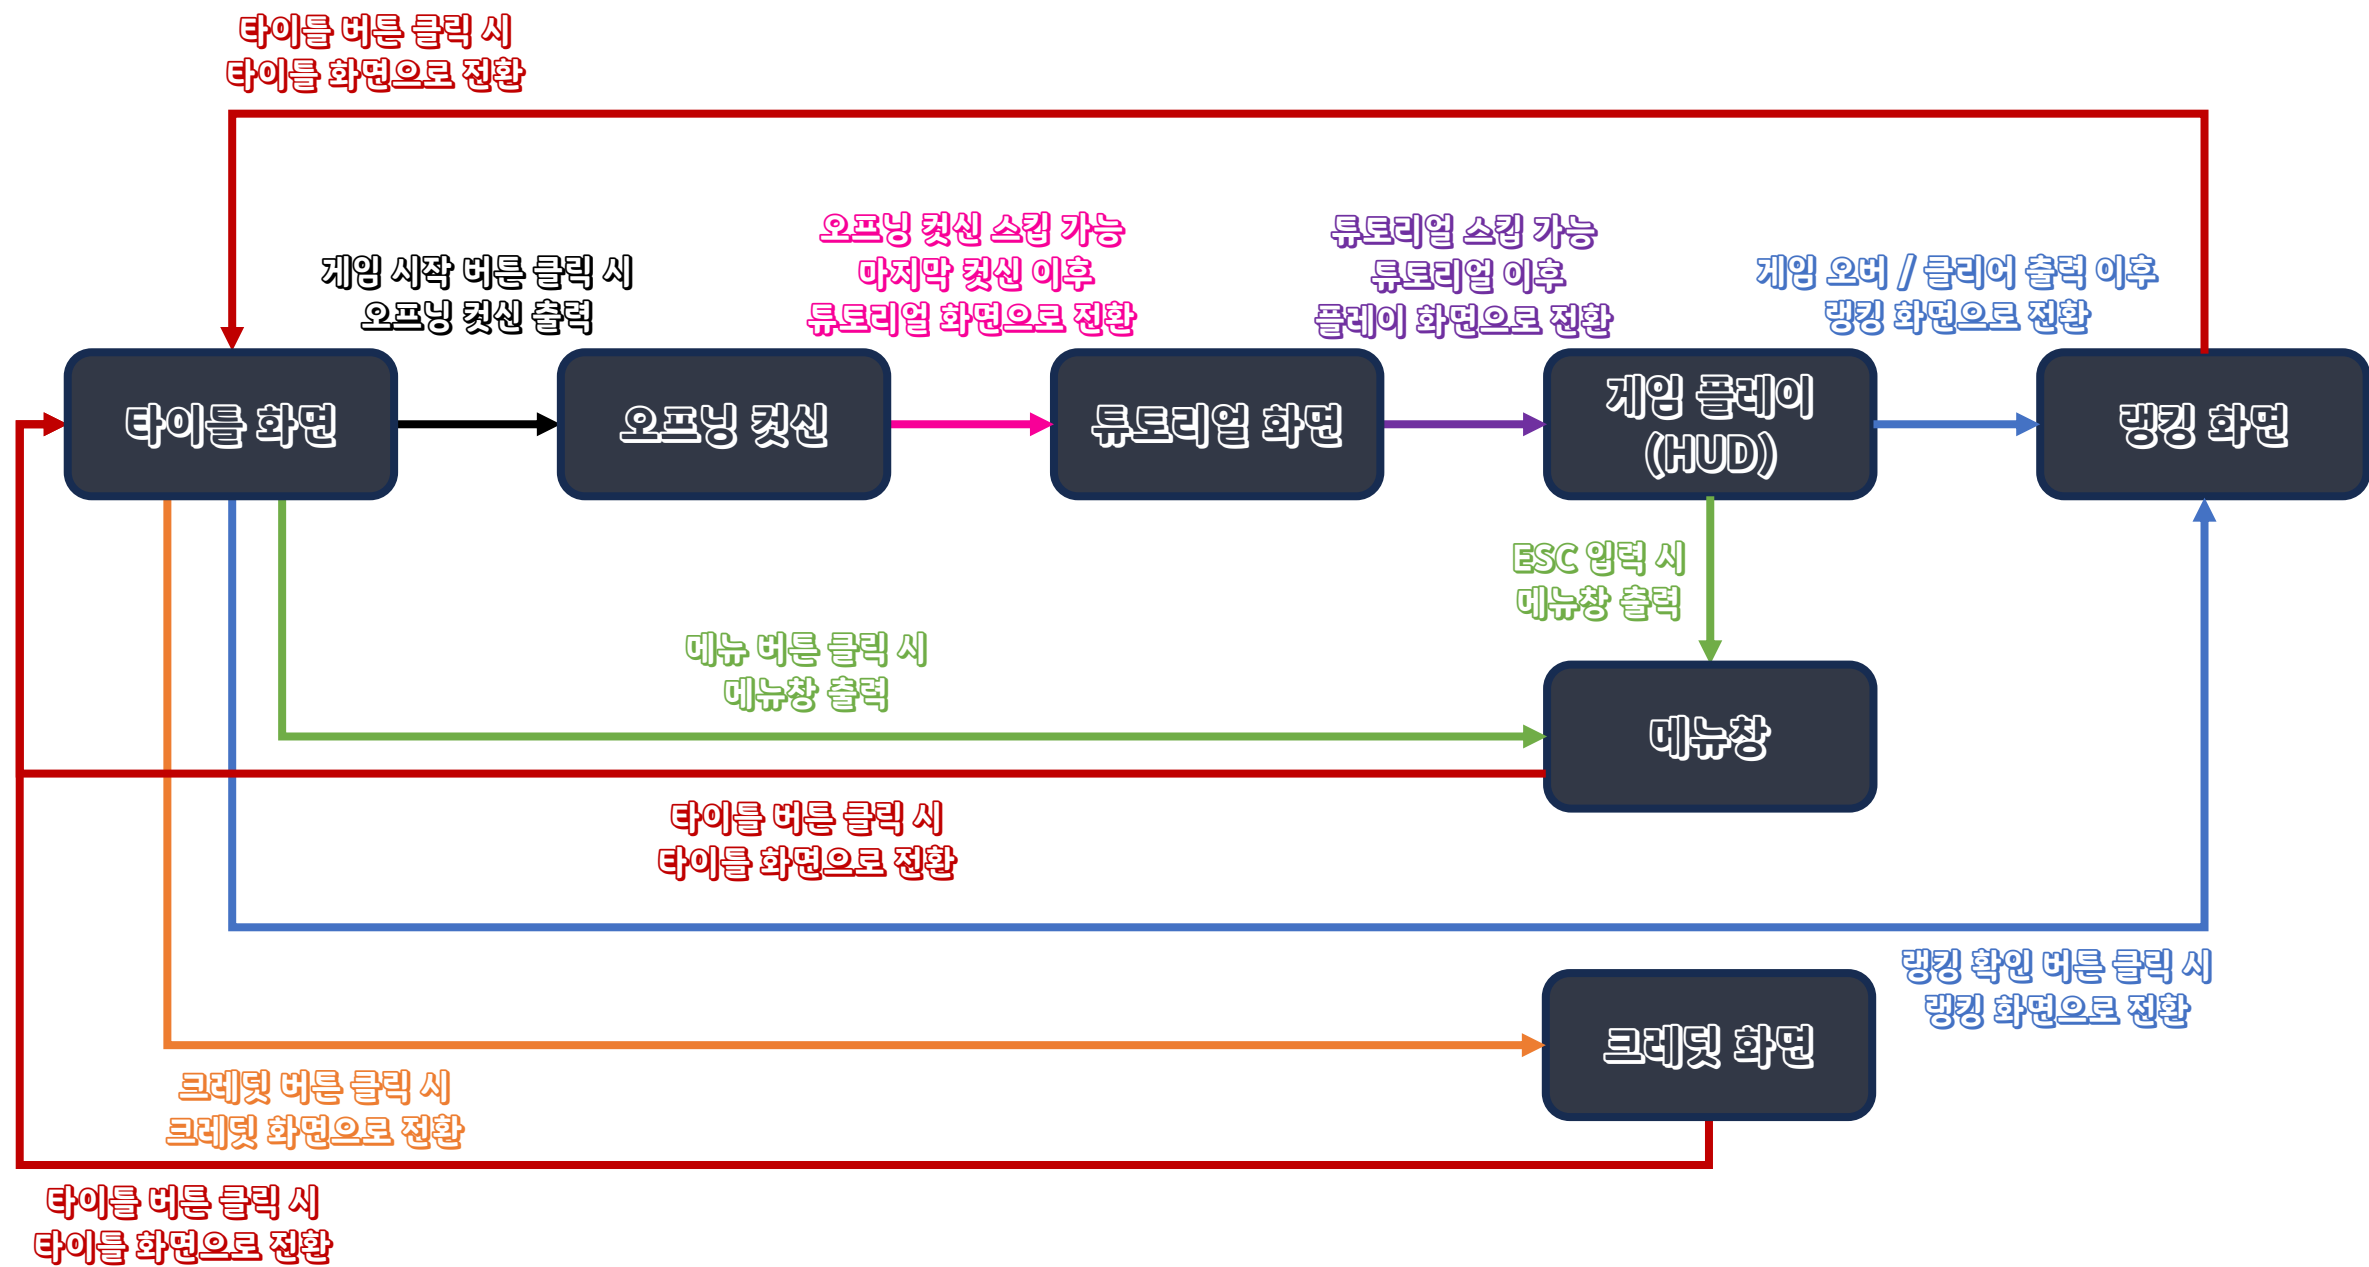 타이틀 버튼 클릭 시
타이틀 화면으로 전환
게임 시작 버튼 클릭 시
오프닝 컷신 출력
오프닝 컷신 스킵 가능
마지막 컷신 이후
튜토리얼 화면으로 전환
튜토리얼 스킵 가능
튜토리얼 이후
플레이 화면으로 전환
게임 오버 / 클리어 출력 이후
랭킹 화면으로 전환
타이틀 화면
오프닝 컷신
튜토리얼 화면
게임 플레이
(HUD)
랭킹 화면
ESC 입력 시
메뉴창 출력
메뉴 버튼 클릭 시
메뉴창 출력
메뉴창
타이틀 버튼 클릭 시
타이틀 화면으로 전환
랭킹 확인 버튼 클릭 시
랭킹 화면으로 전환
크레딧 화면
크레딧 버튼 클릭 시
크레딧 화면으로 전환
타이틀 버튼 클릭 시
타이틀 화면으로 전환